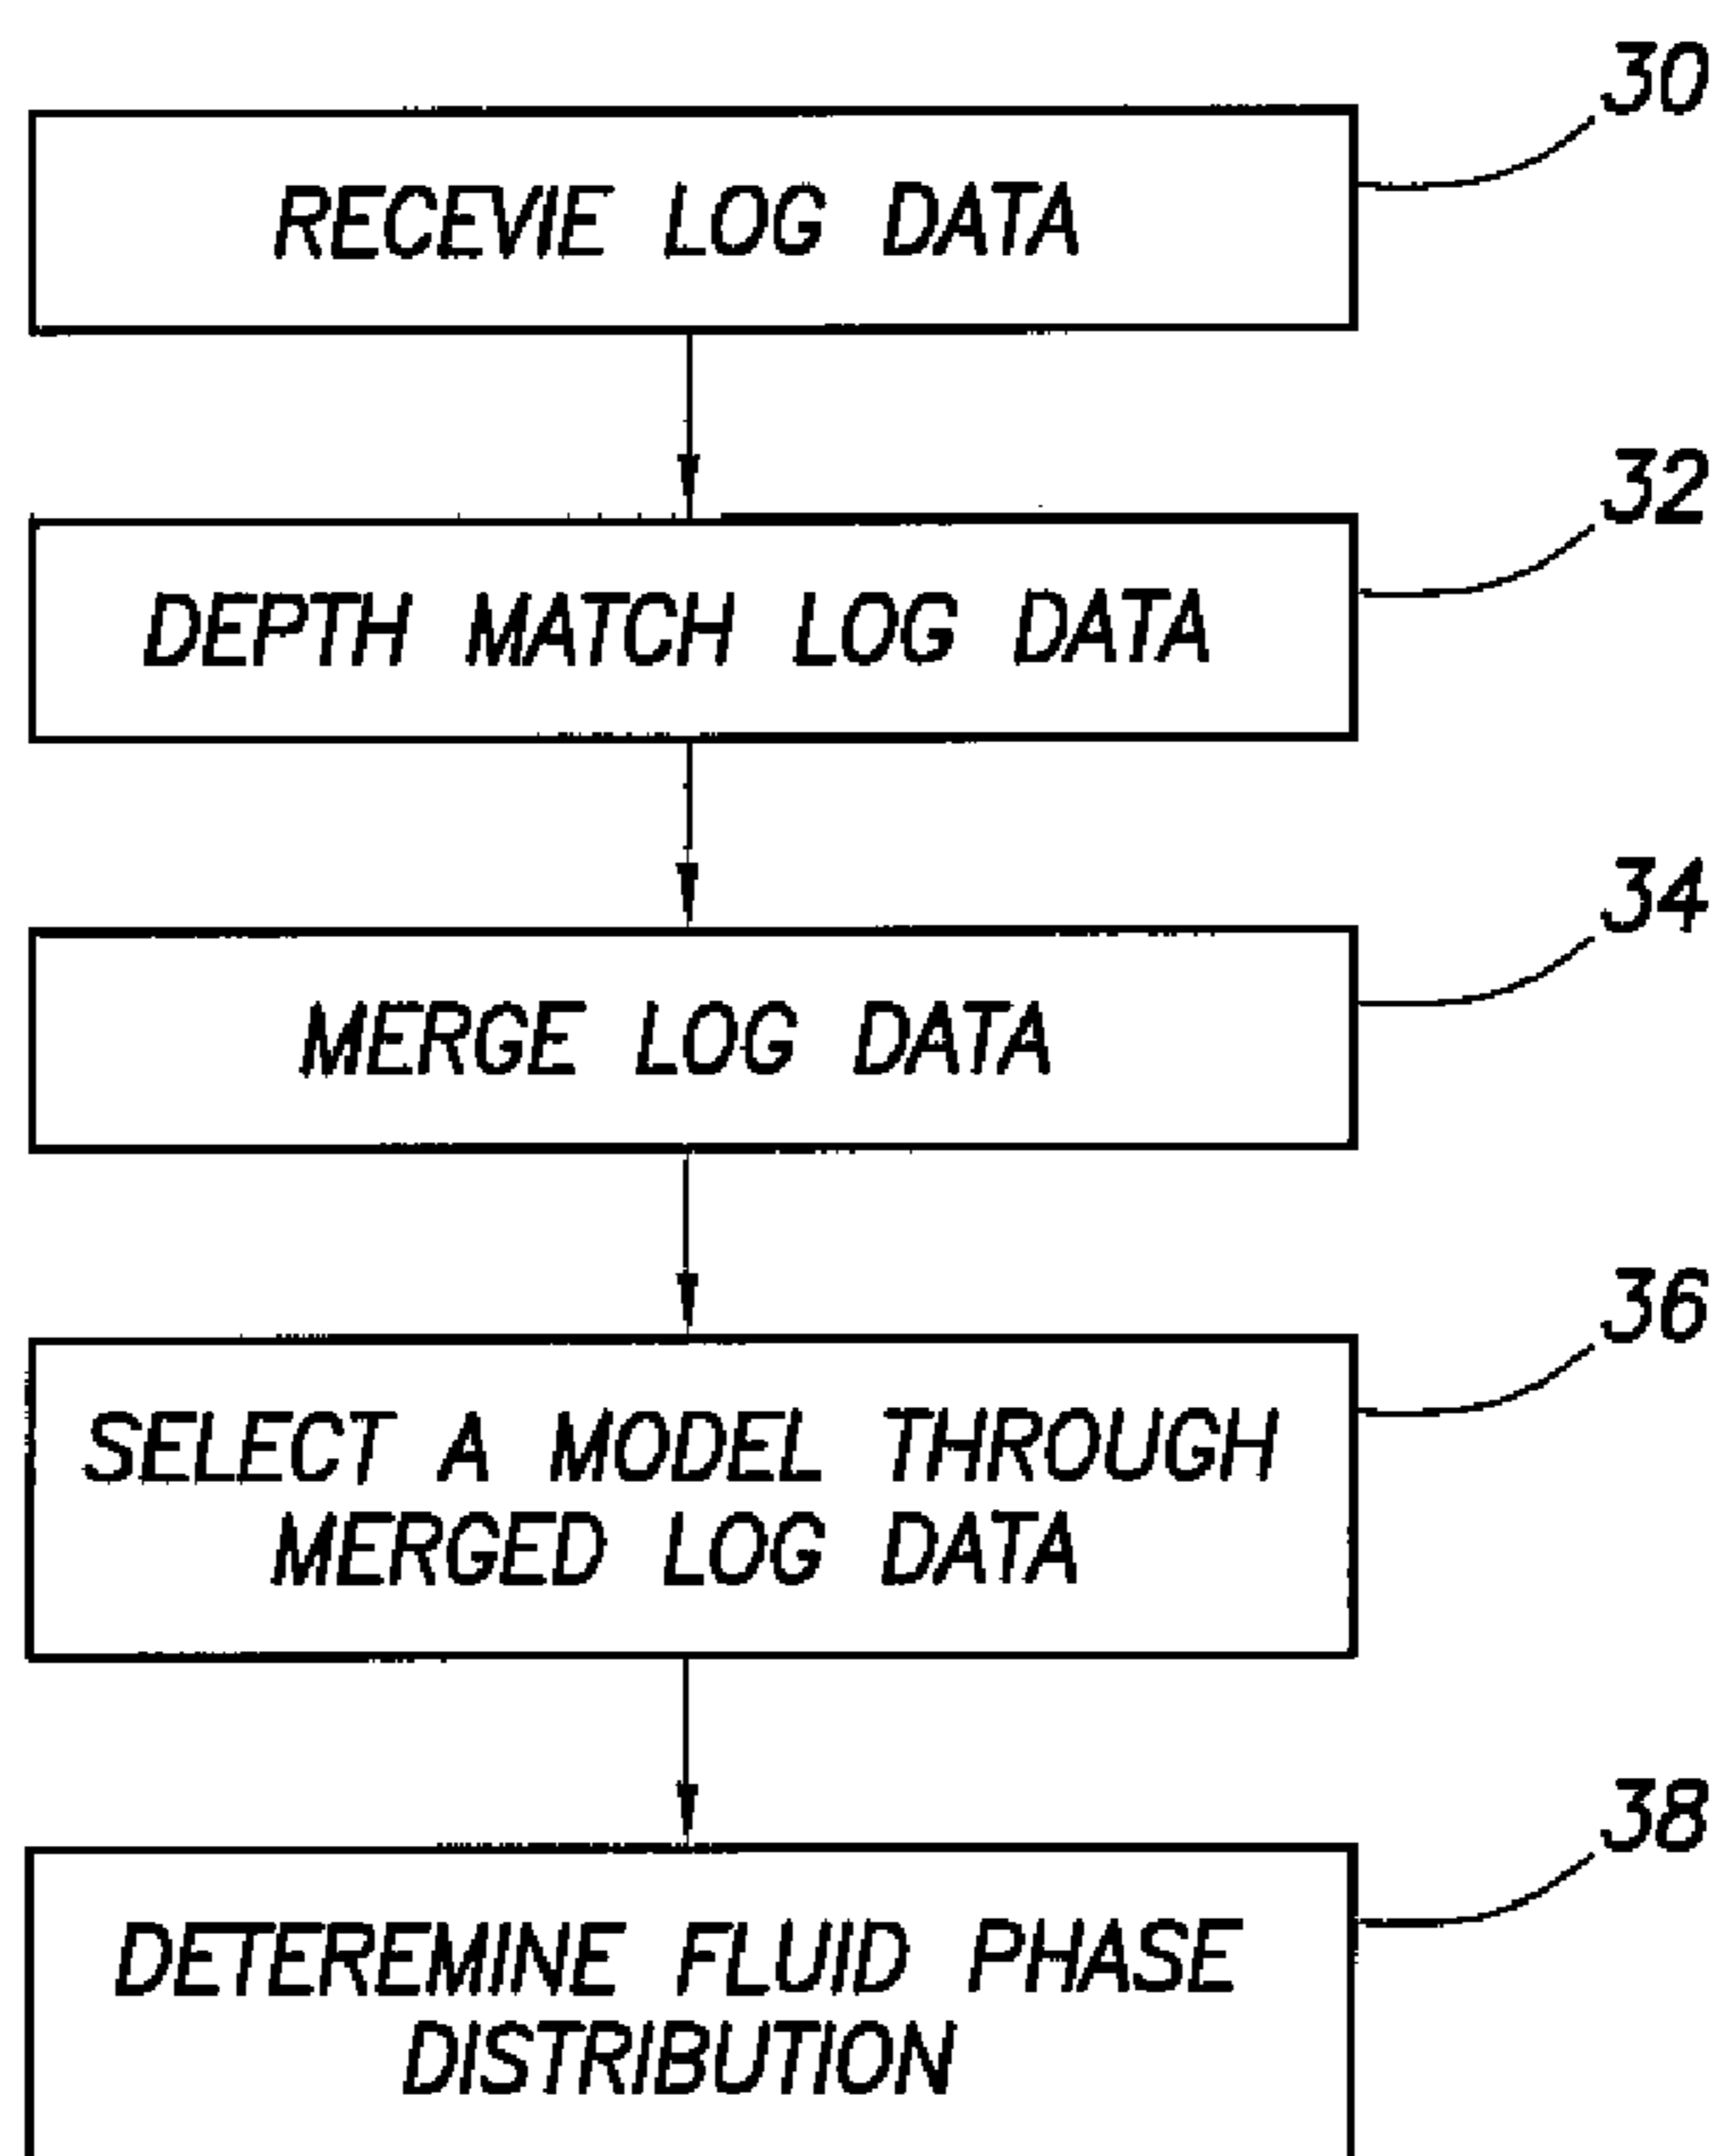 30
RECEVIE LOG DATA
32
DEPTH MATCH LOG DATA
34
MERGE LOG DATA
36
SELECT A MODEL THROUGH
MERGED LOG DATA
38
DETERMINE FLUID PHASE
DISTRIBUTION